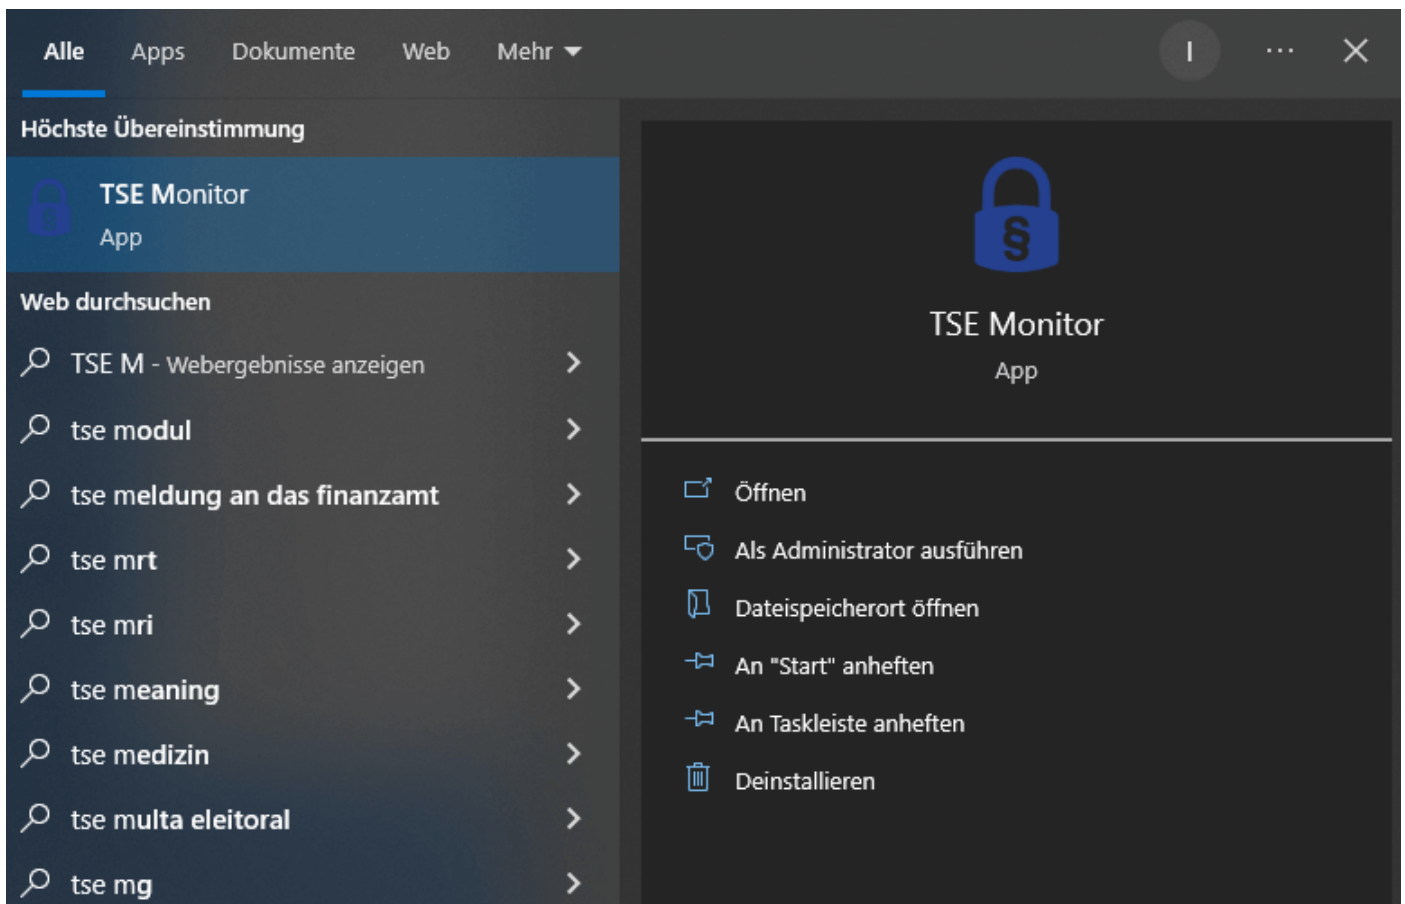 Alle Apps Dokumente Web Mehr I ...
Höchste Übereinstimmung
TSE Monitor
App
Web durchsuchen
TSE M - Webergebnisse anzeigen
tse modul
tse meldung an das finanzamt
tse mrt
tse mri
tse meaning
tse medizin
tse multa eleitoral
tse mg
§
TSE Monitor
App
Öffnen
Als Administrator ausführen
Dateispeicherort öffnen
An "Start" anheften
An Taskleiste anheften
Deinstallieren